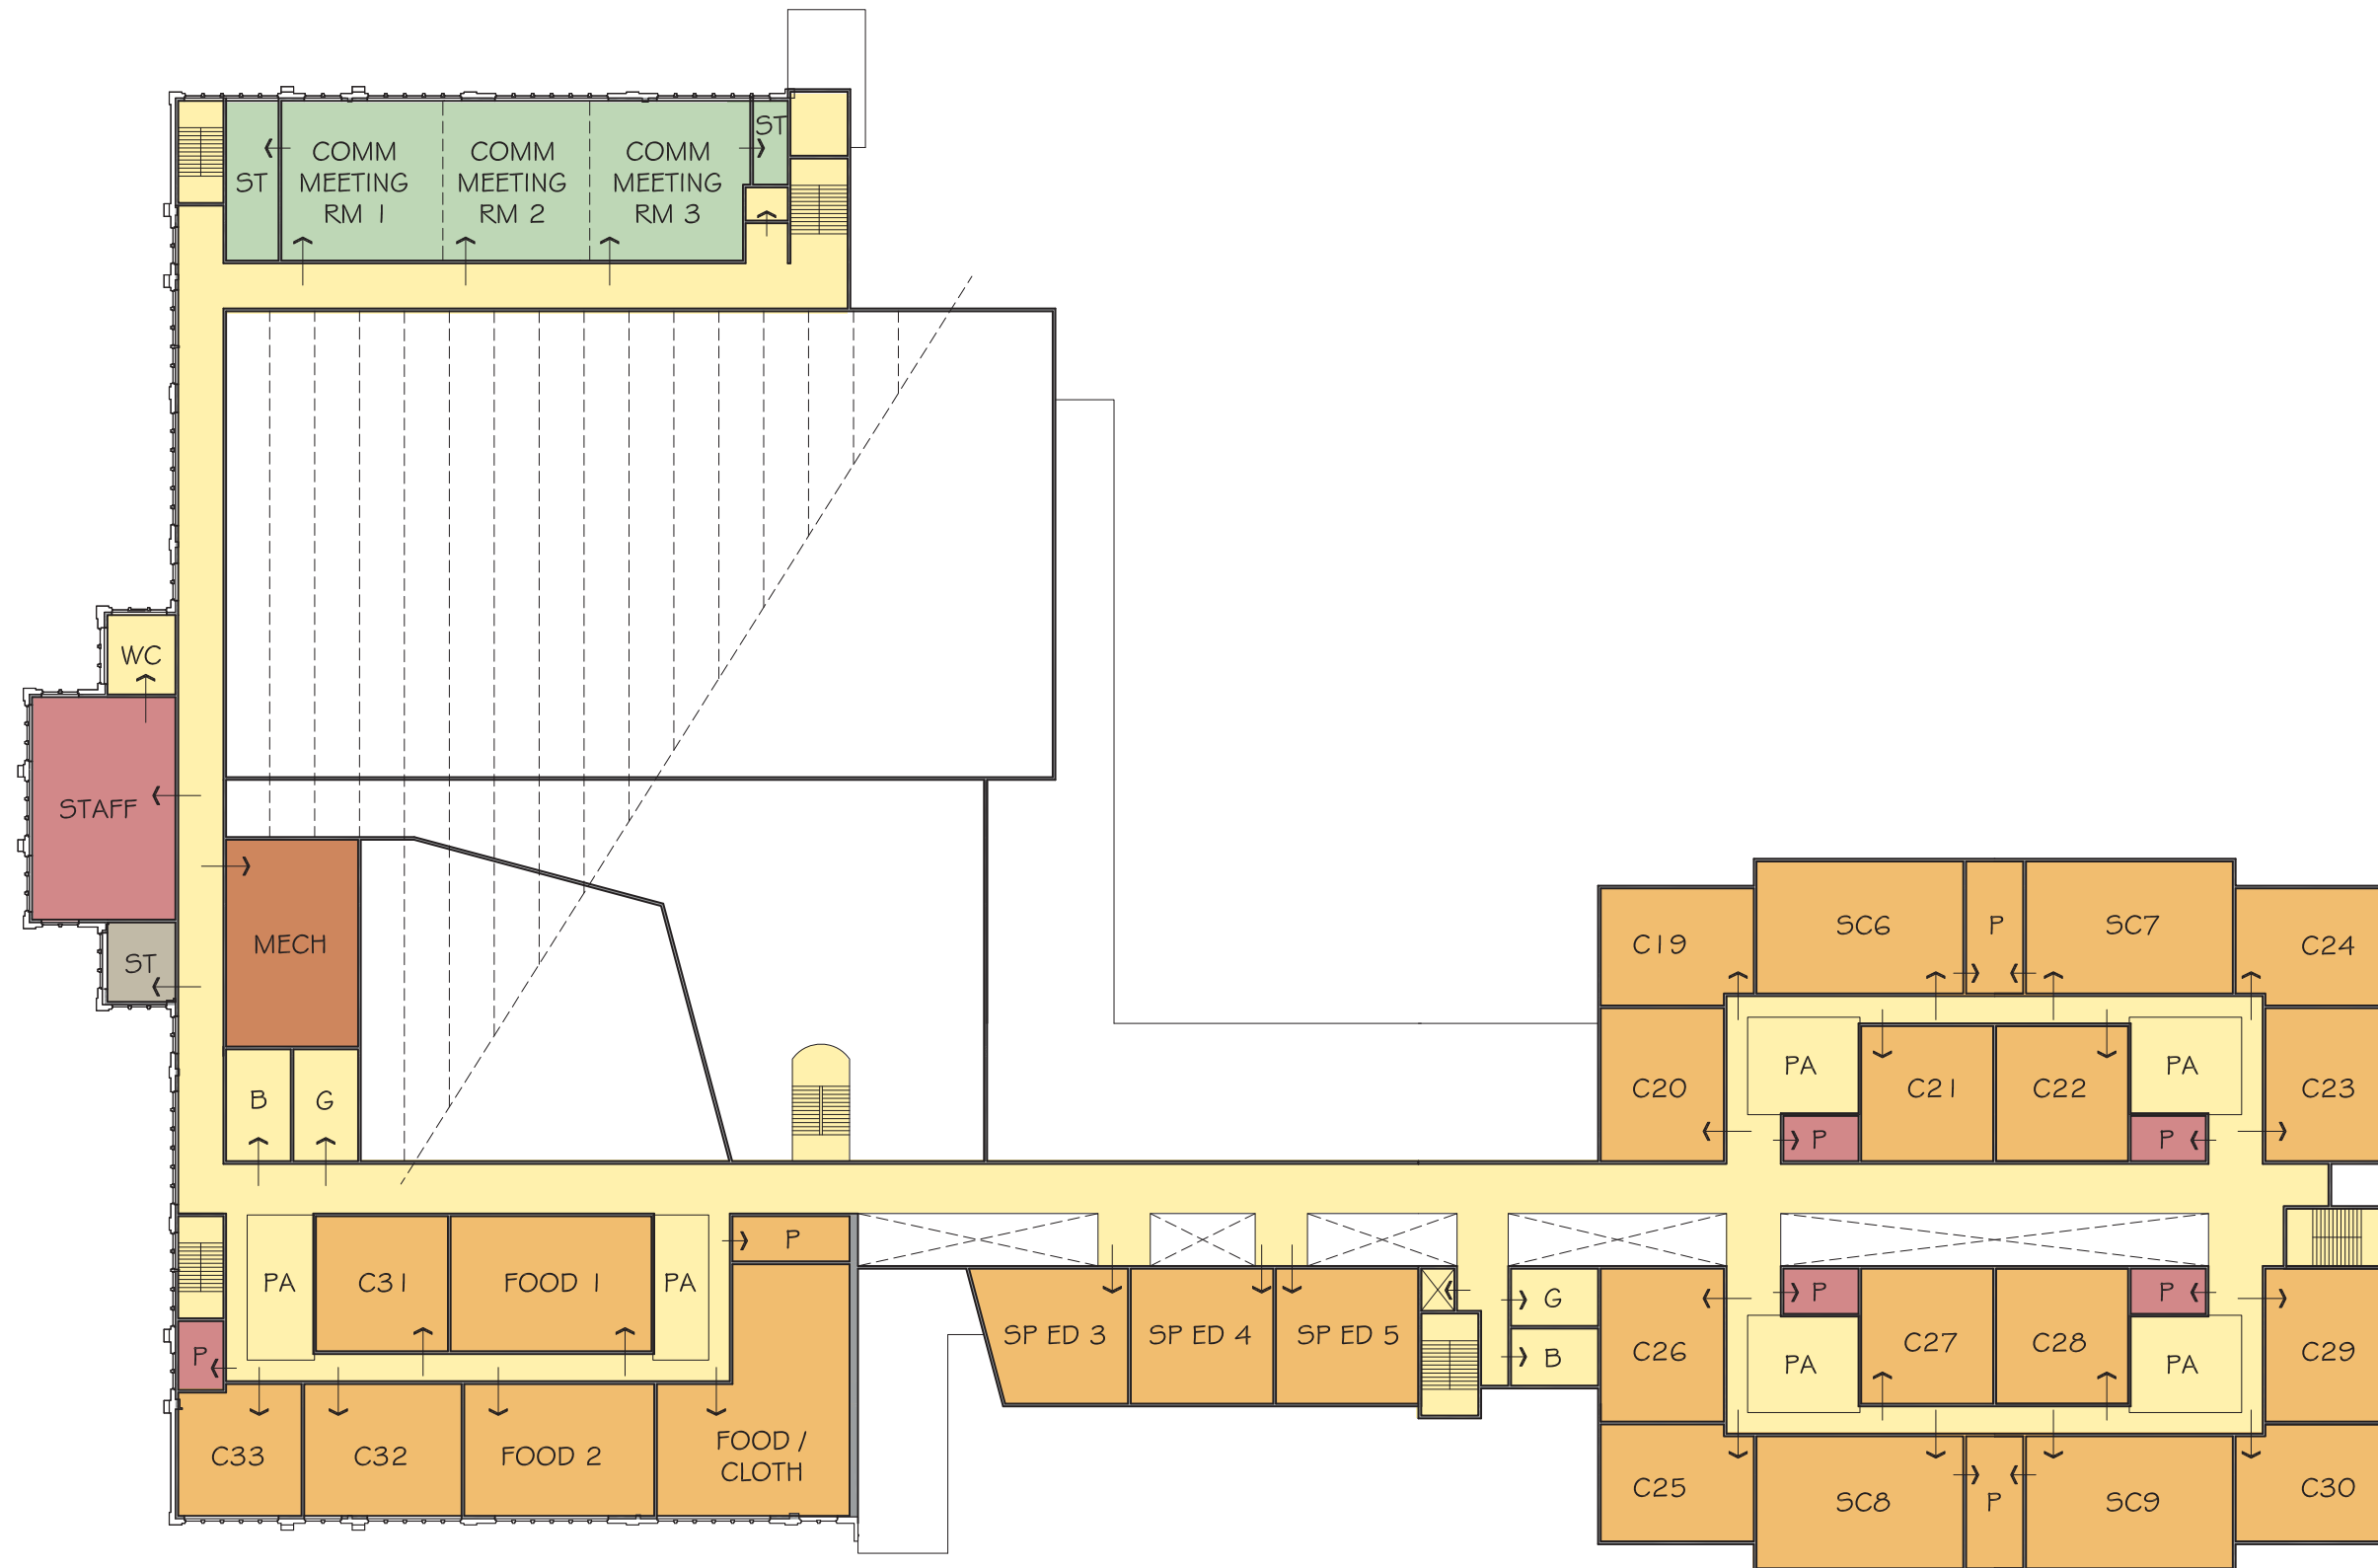 ST
COMM
MEETING
RM 1
COMM
MEETING
RM 2
COMM
MEETING
RM 3
ST
WC
STAFF
ST
MECH
B
G
C19
SC6
P
SC7
C24
C20
PA
C21
C22
PA
C23
P
P
PA
C31
FOOD 1
PA
P
P
C33
C32
FOOD 2
FOOD /
CLOTH
SP ED 3
SP ED 4
SP ED 5
G
B
P
P
C26
PA
C27
C28
PA
C29
C25
SC8
P
SC9
C30